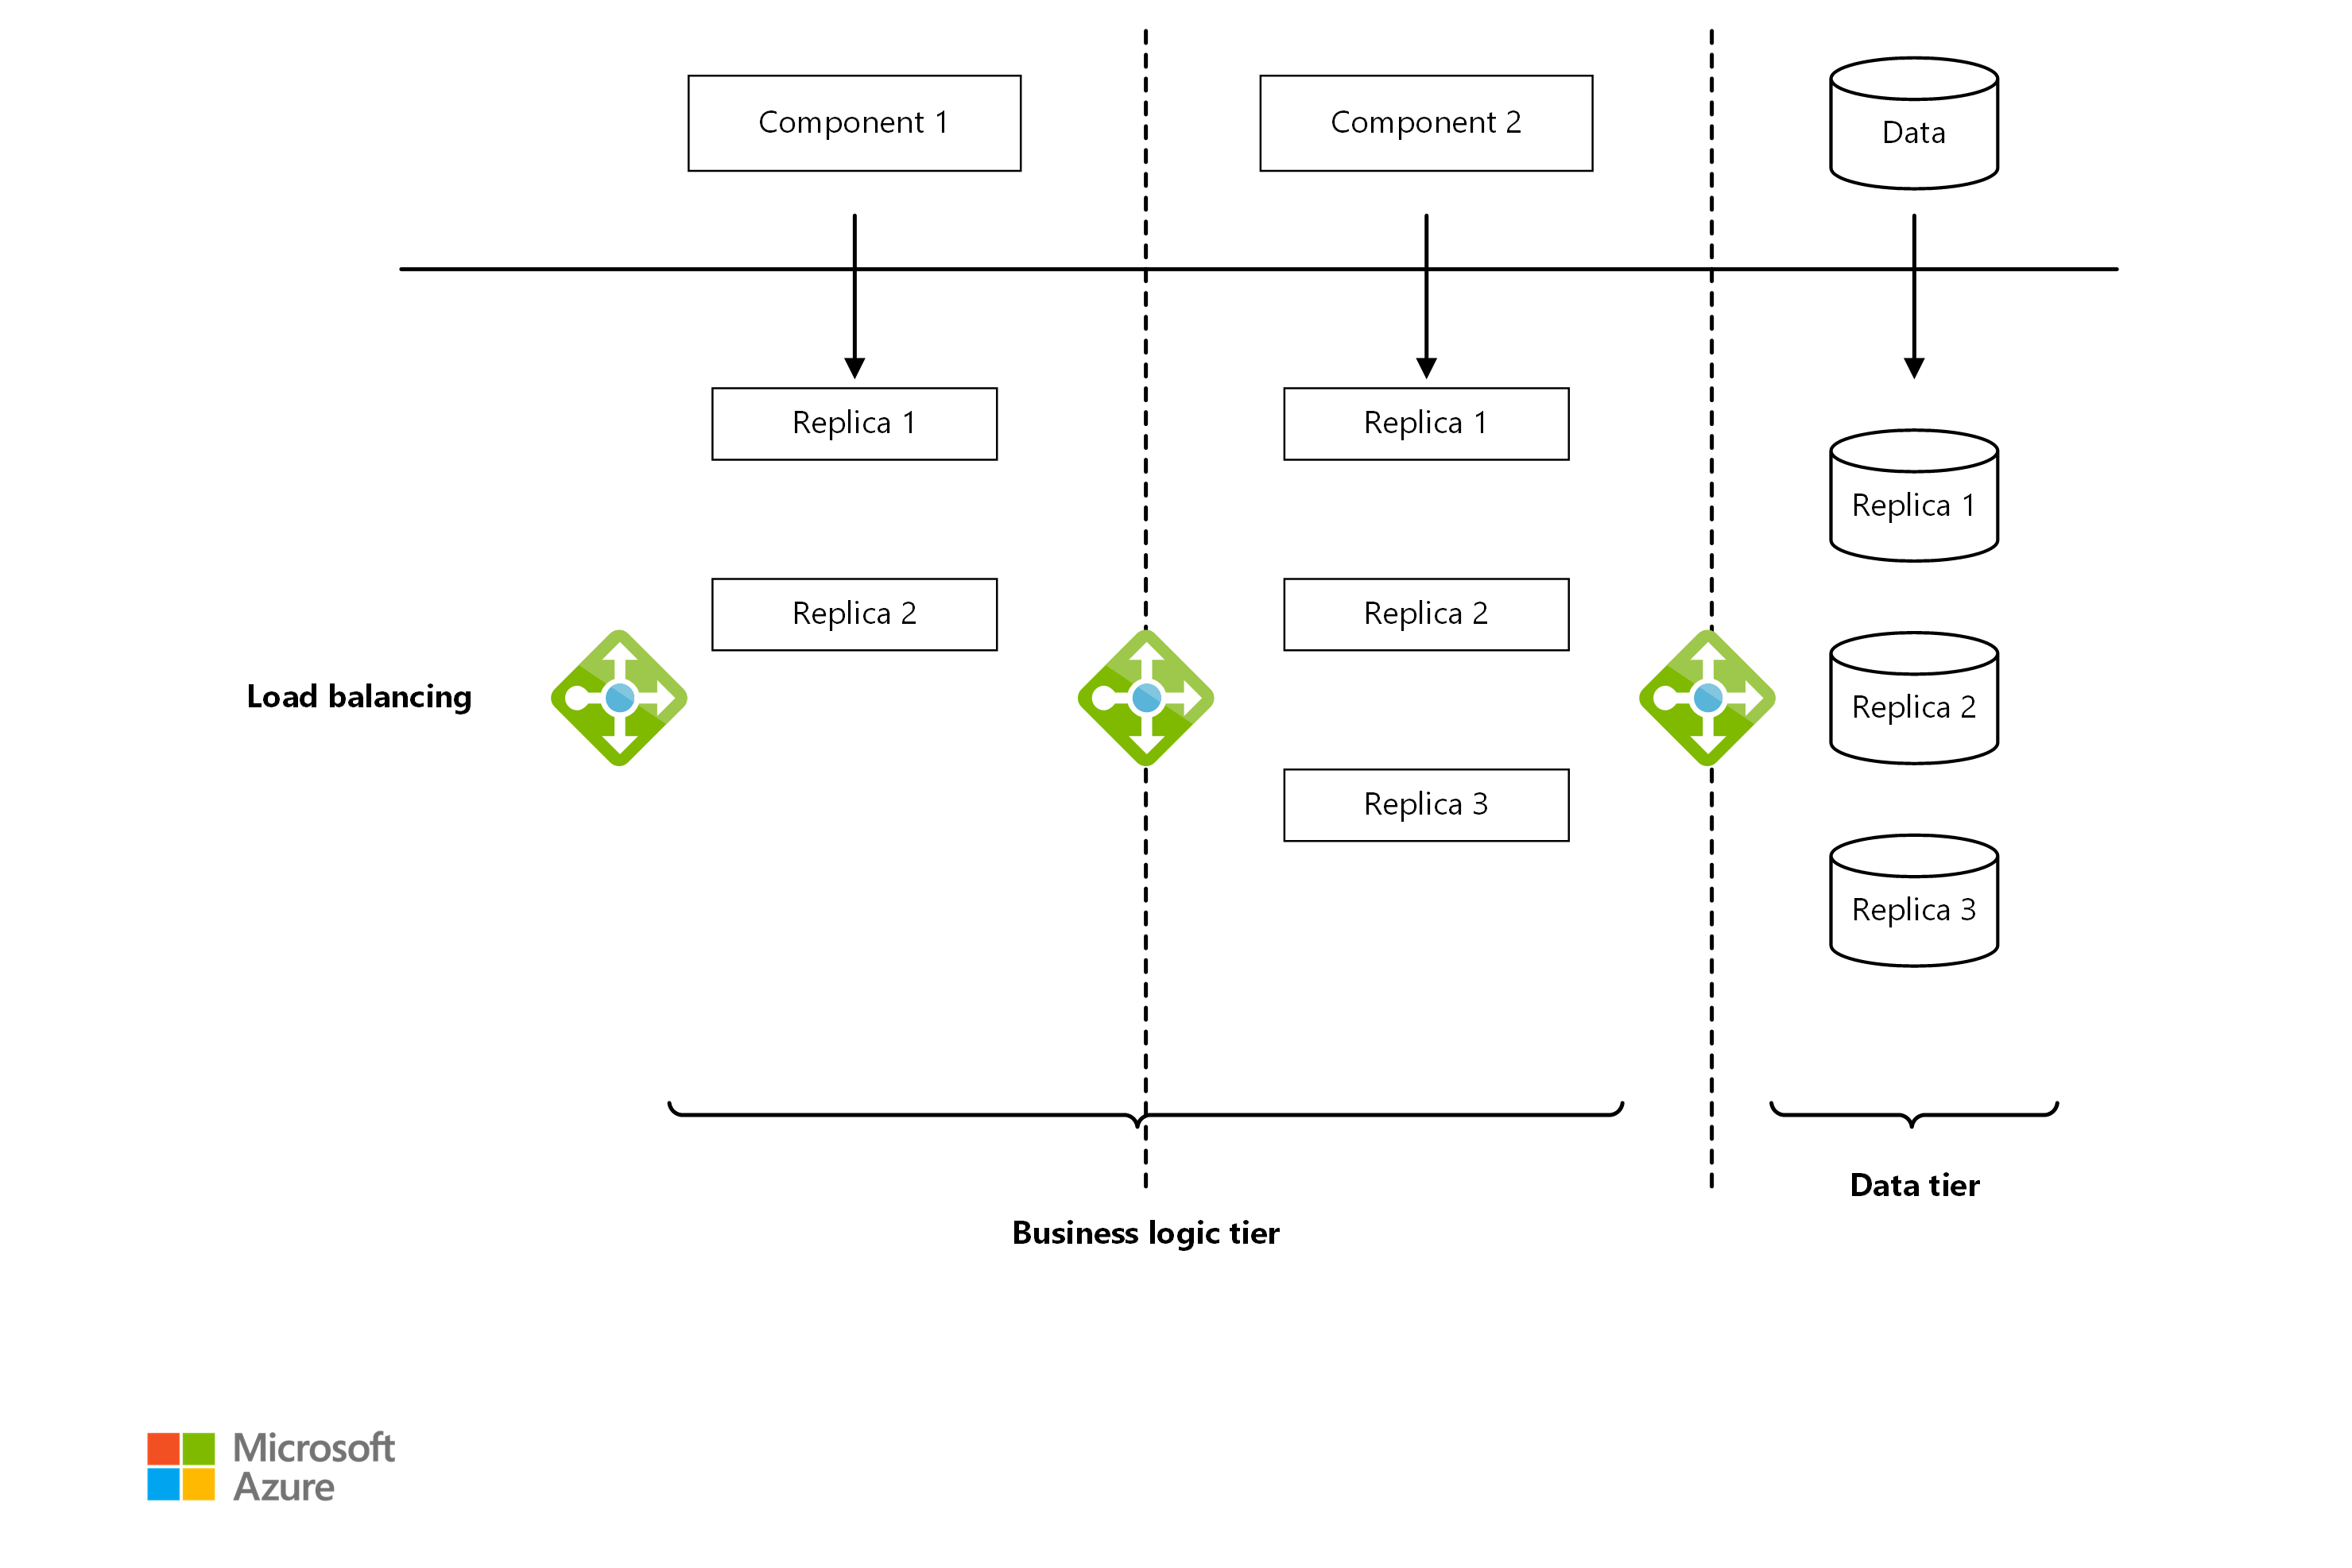 Component 1
Component 2
Data
Replica 1
Replica 1
Replica 1
Replica 2
Replica 2
Load balancing
Replica 2
Replica 3
Replica 3
Data tier
Business logic tier
Microsoft
Azure